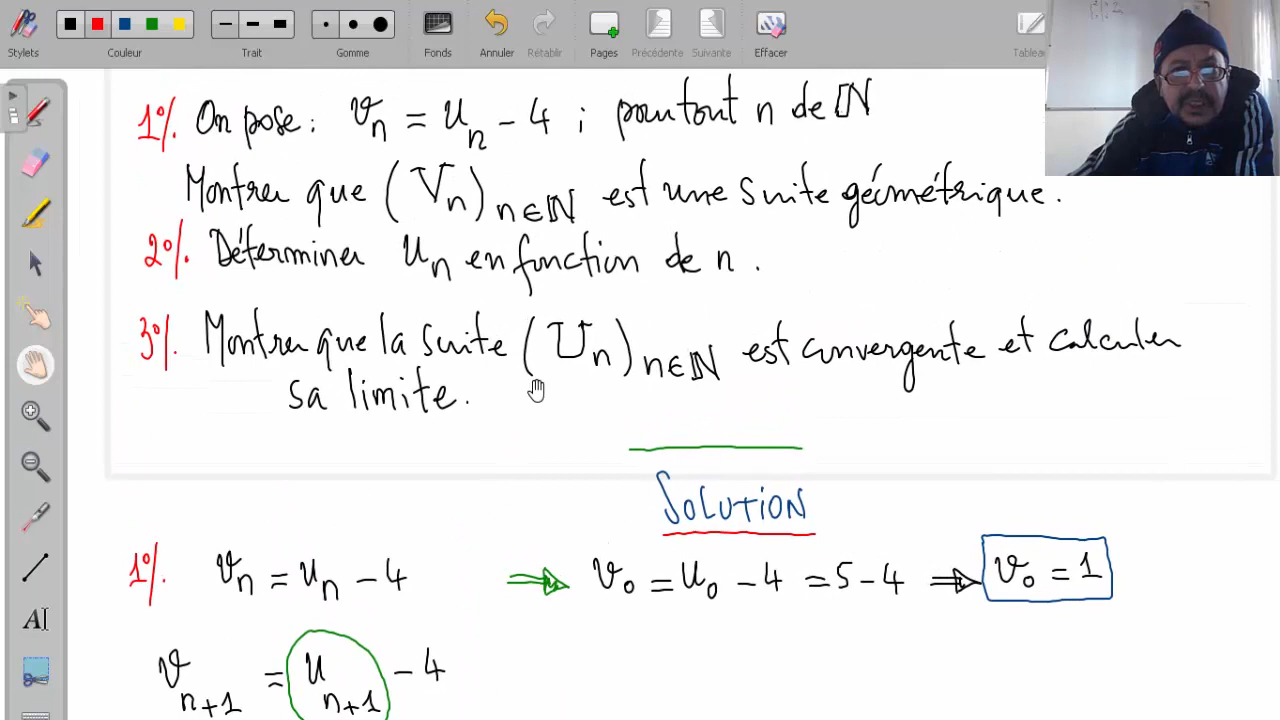 Stylets Couleur Trait Gomme Fonds Annuler Rétablir Pages Précédente Suivante Effacer Tableau
1°/. On pose : vn = un - 4 ; pour tout n de ℕ
Montrer que (Vn)n∈ℕ est une suite géométrique.
2°/. Déterminer un en fonction de n.
3°/. Montrer que la suite (Un)n∈ℕ est convergente et calculer
sa limite.
SOLUTION
1°/. vn = un - 4 ⇒ v0 = u0 - 4 = 5 - 4 ⇒ v0 = 1
vn+1 = un+1 - 4